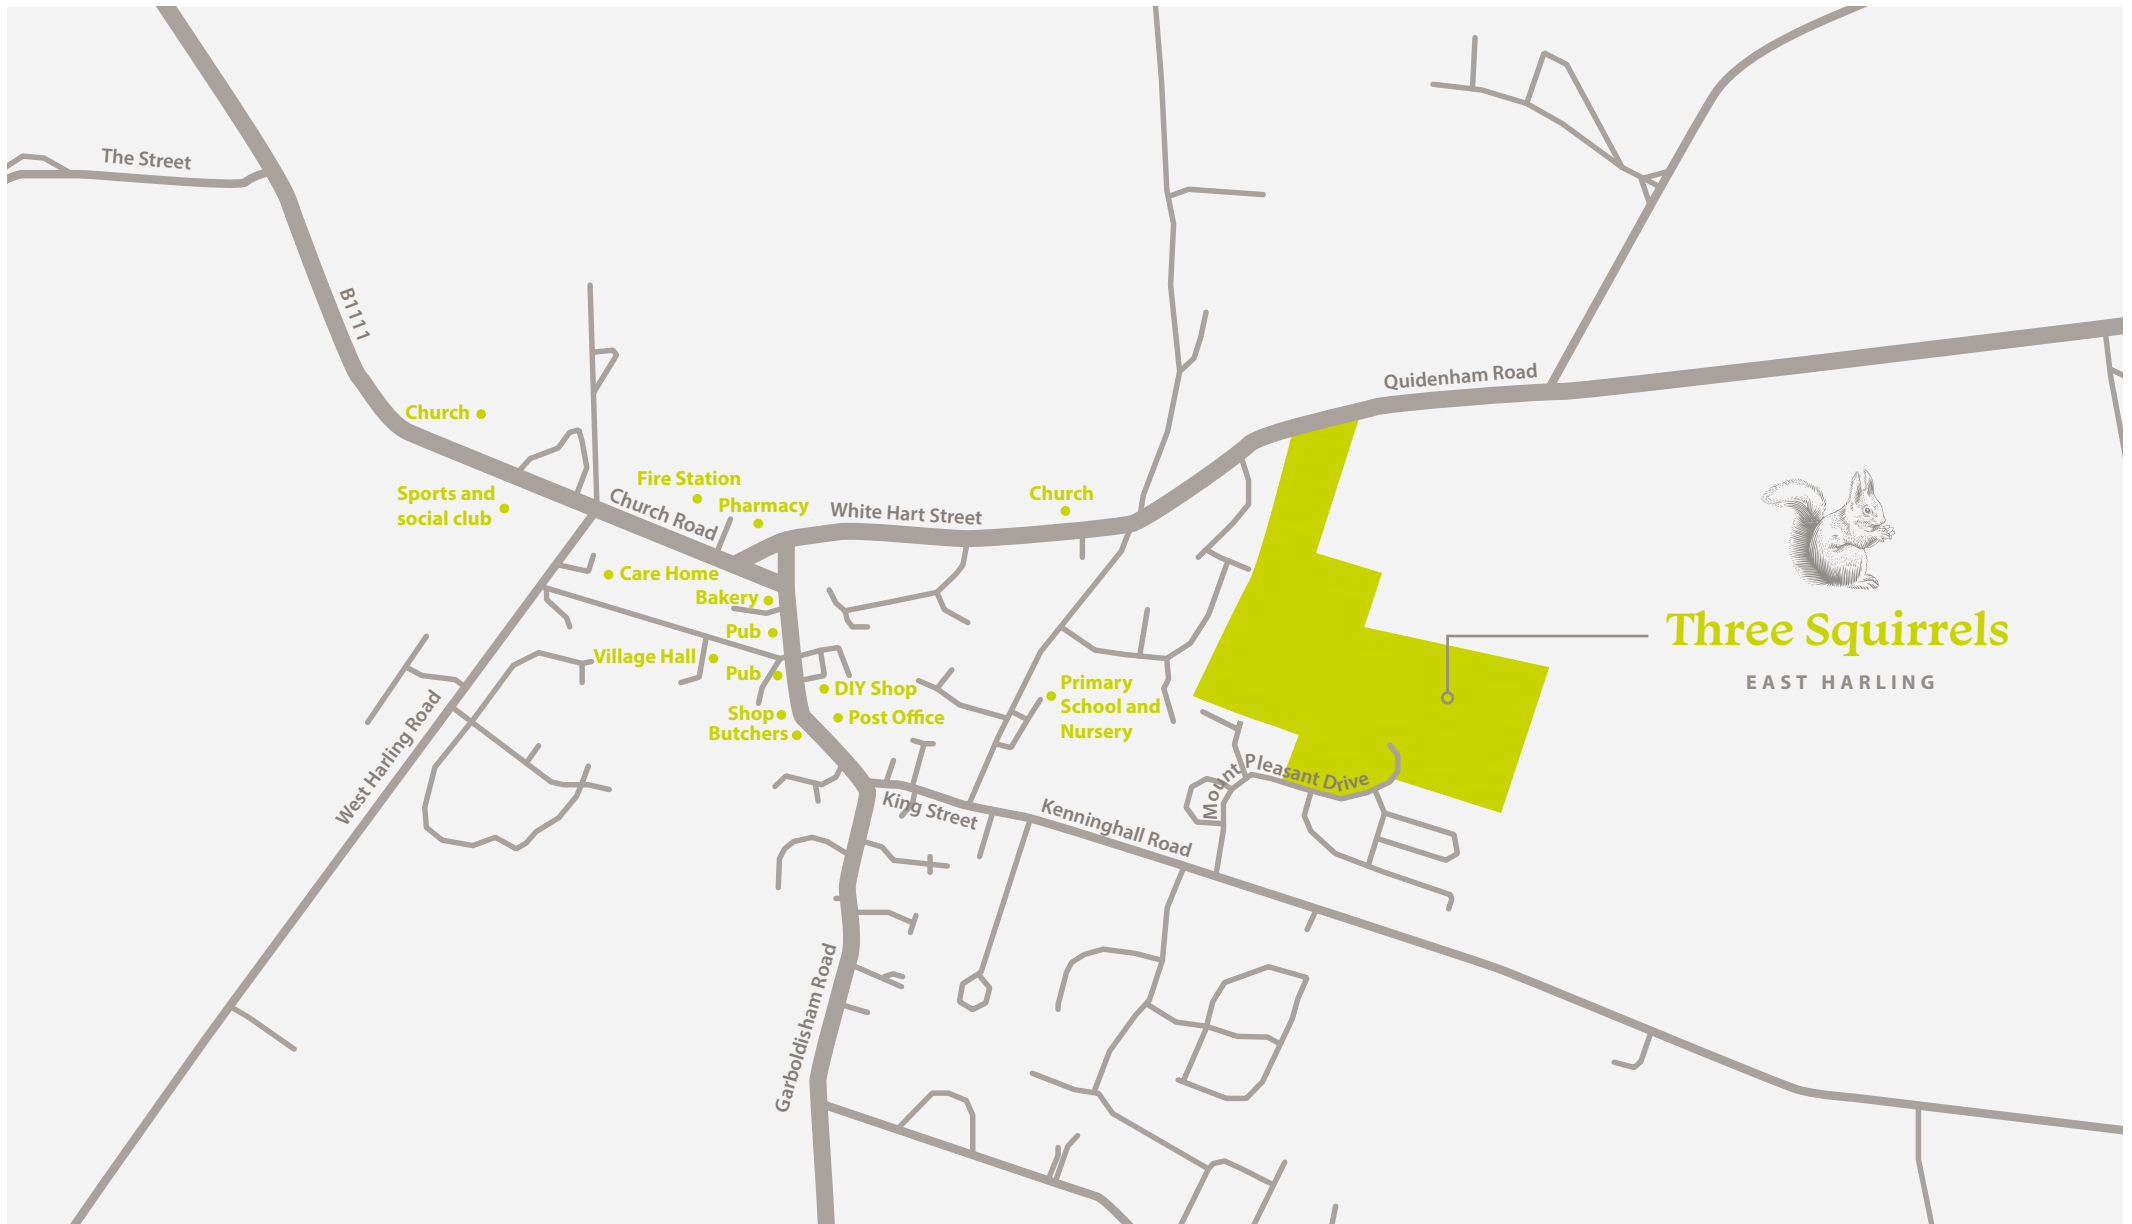 The Street
B1111
Quidenham Road
Church
Fire Station
Sports and
social club
Church Road
Pharmacy
White Hart Street
Church
Care Home
Bakery
Pub
Village Hall
Pub
DIY Shop
Shop
Post Office
Butchers
Primary
School and
Nursery
Three Squirrels
EAST HARLING
West Harling Road
King Street
Kenninghall Road
Mount Pleasant Drive
Garboldisham Road